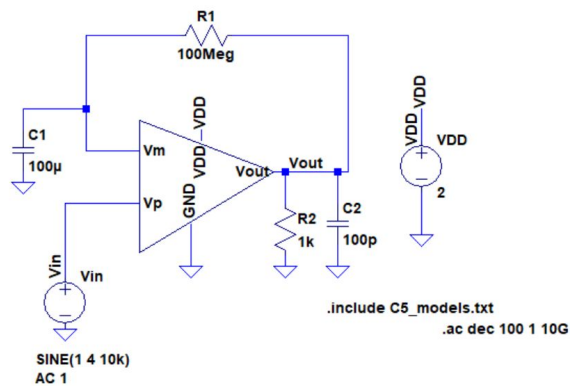 R1
100Meg
C1
100µ
Vm
Vp
VDD
VDD
GND
Vout
Vout
R2
1k
C2
100p
VDD
VDD
VDD
2
Vin
Vin
SINE(1 4 10k)
AC 1
.include C5_models.txt
.ac dec 100 1 10G